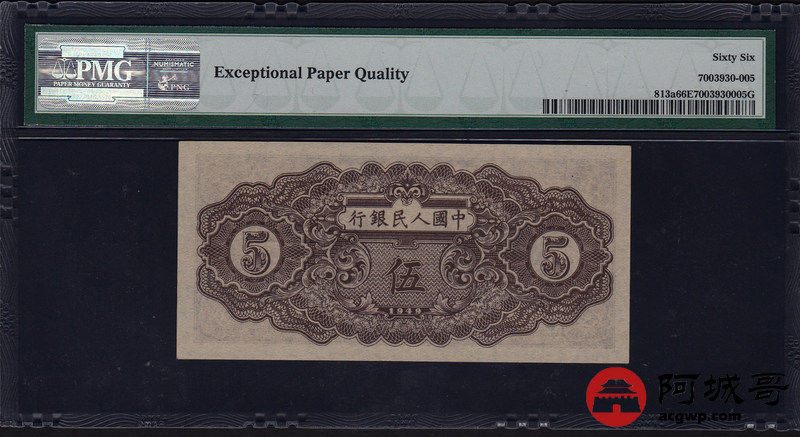 PMG
PAPER MONEY GUARANTY
NUMISMATIC
PNG
Exceptional Paper Quality
Sixty Six
7003930-005
813a66E7003930005G
行銀民人國中
5
伍
5
1949
阿城哥
acgwp.com